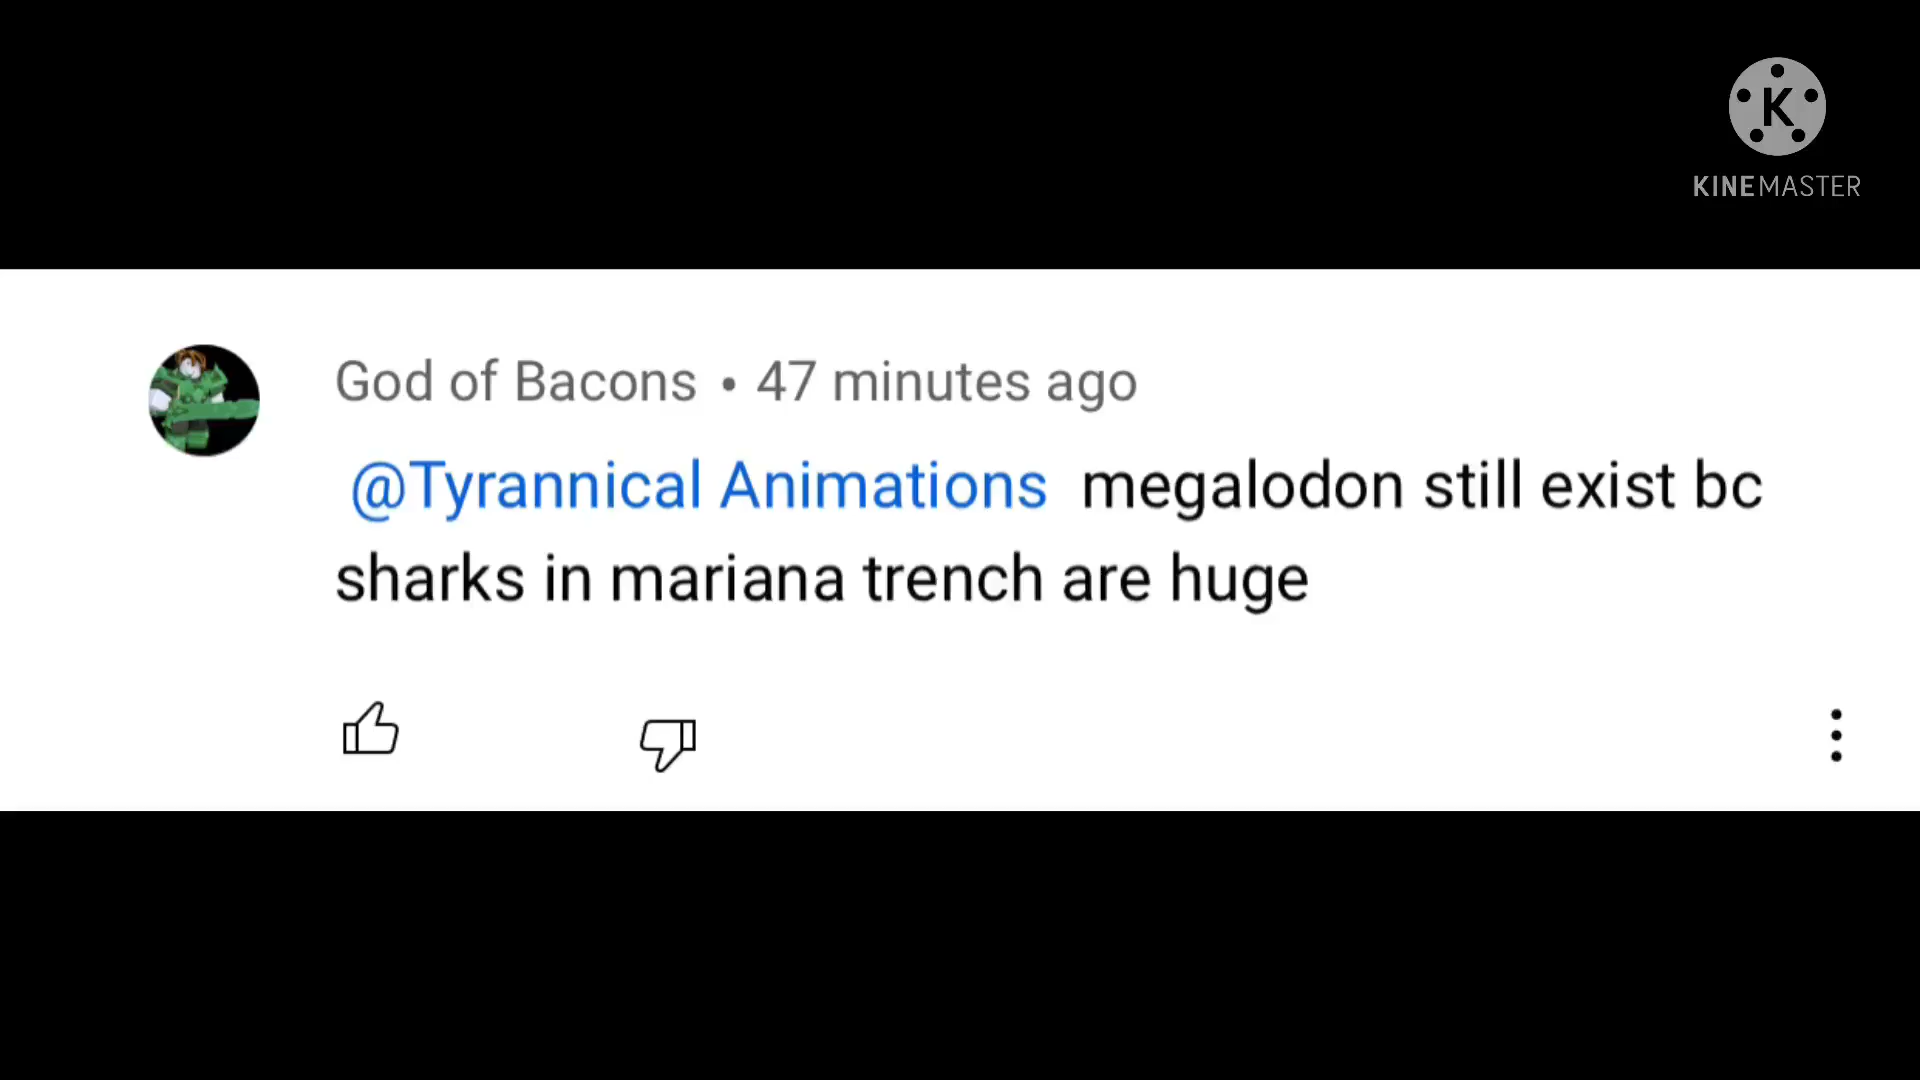 K
KINEMASTER
God of Bacons • 47 minutes ago
@Tyrannical Animations megalodon still exist bc
sharks in mariana trench are huge